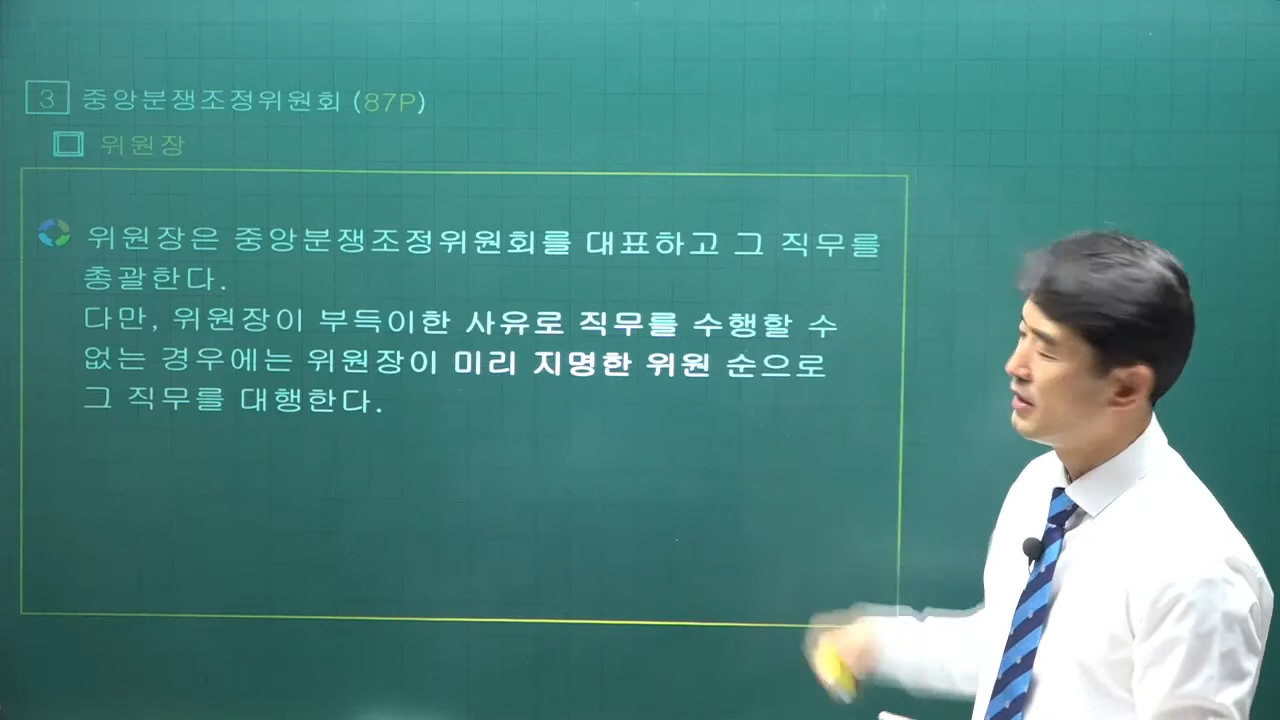 3 중앙분쟁조정위원회 (87P)
위원장
위원장은 중앙분쟁조정위원회를 대표하고 그 직무를
총괄한다.
다만, 위원장이 부득이한 사유로 직무를 수행할 수
없는 경우에는 위원장이 미리 지명한 위원 순으로
그 직무를 대행한다.